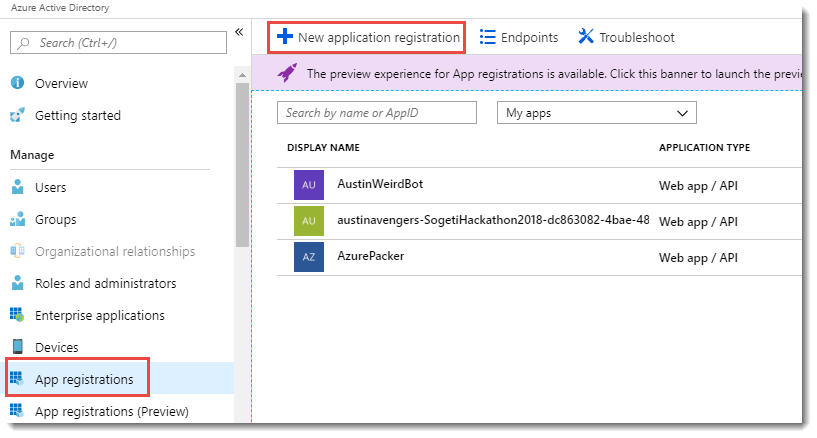 Azure Active Directory
Search (Ctrl+/)
«
Overview
Getting started
Manage
Users
Groups
Organizational relationships
Roles and administrators
Enterprise applications
Devices
App registrations
App registrations (Preview)
New application registration Endpoints Troubleshoot
The preview experience for App registrations is available. Click this banner to launch the previe
Search by name or AppID My apps
DISPLAY NAME APPLICATION TYPE
AU AustinWeirdBot Web app / API
AU austinavengers-SogetiHackathon2018-dc863082-4bae-48 Web app / API
AZ AzurePacker Web app / API